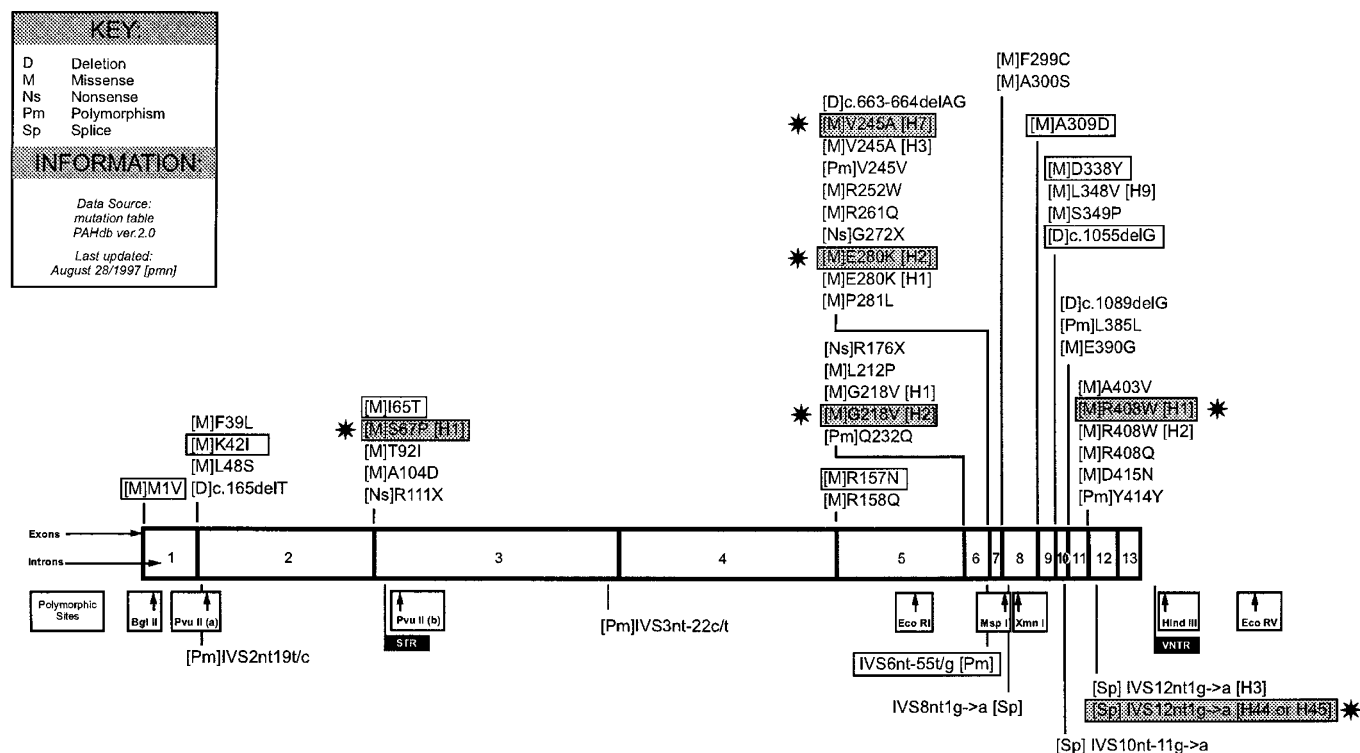 KEY:
D Deletion
M Missense
Ns Nonsense
Pm Polymorphism
Sp Splice
INFORMATION:
Data Source:
mutation table
PAHdb ver.2.0
Last updated:
August 28/1997 [pmn]
[M]M1V
[M]F39L
[M]K42I
[M]L48S
[D]c.165delT
[M]I65T
[M]S67P [H1]
[M]T92I
[M]A104D
[Ns]R111X
[D]c.663-664delAG
[M]V245A [H7]
[M]V245A [H3]
[Pm]V245V
[M]R252W
[M]R261Q
[Ns]G272X
[M]E280K [H2]
[M]E280K [H1]
[M]P281L
[Ns]R176X
[M]L212P
[M]G218V [H1]
[M]G218V [H2]
[Pm]Q232Q
[M]R157N
[M]R158Q
[M]F299C
[M]A300S
[M]A309D
[M]D338Y
[M]L348V [H9]
[M]S349P
[D]c.1055delG
[D]c.1089delG
[Pm]L385L
[M]E390G
[M]A403V
[M]R408W [H1]
[M]R408W [H2]
[M]R408Q
[M]D415N
[Pm]Y414Y
Exons
Introns
1 2 3 4 5 6 7 8 9 10 11 12 13
Polymorphic
Sites
Bgl II
Pvu II (a)
Pvu II (b)
STR
Eco RI
Msp I
Xmn I
Hind III
VNTR
Eco RV
[Pm]IVS2nt19t/c
[Pm]IVS3nt-22c/t
IVS6nt-55t/g [Pm]
IVS8nt1g->a [Sp]
[Sp] IVS12nt1g->a [H3]
[Sp] IVS12nt1g->a [H44 or H45]
[Sp] IVS10nt-11g->a